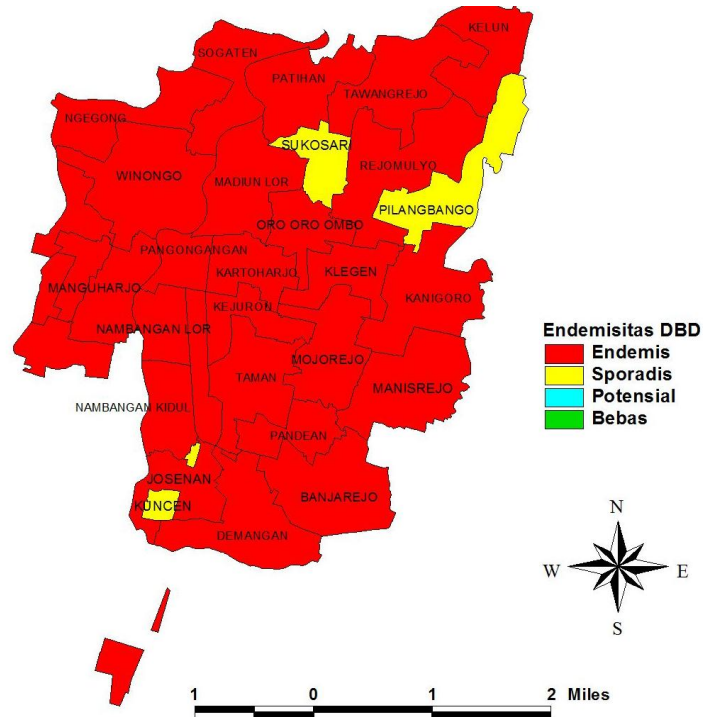 KELUN
SOGATEN
PATIHAN
TAWANGREJO
NGEGONG
SUKOSARI
REJOMULYO
WINONGO
MADIUN LOR
PILANGBANGO
ORO ORO OMBO
PANGONGANGAN
KARTOHARJO
KLEGEN
MANGUHARJO
KANIGORO
KEJURON
NAMBANGAN LOR
MOJOREJO
TAMAN
MANISREJO
NAMBANGAN KIDUL
PANDEAN
JOSENAN
BANJAREJO
KUNCEN
DEMANGAN
Endemisitas DBD
Endemis
Sporadis
Potensial
Bebas
N
W E
S
1 0 1 2 Miles